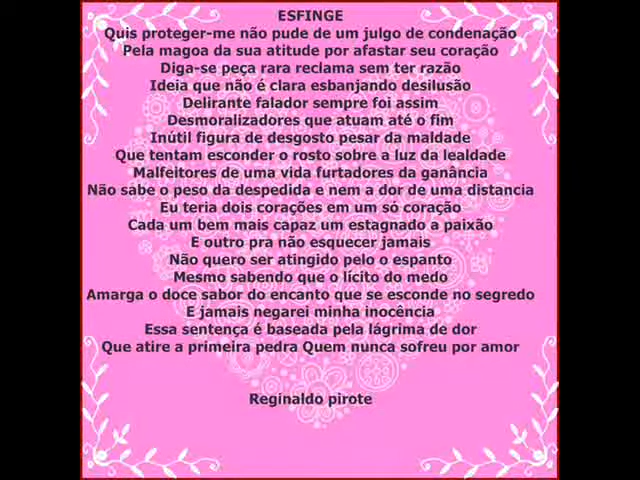 ESFINGE
Quis proteger-me não pude de um julgo de condenação
Pela magoa da sua atitude por afastar seu coração
Diga-se peça rara reclama sem ter razão
Ideia que não é clara esbanjando desilusão
Delirante falador sempre foi assim
Desmoralizadores que atuam até o fim
Inútil figura de desgosto pesar da maldade
Que tentam esconder o rosto sobre a luz da lealdade
Malfeitores de uma vida furtadores da ganância
Não sabe o peso da despedida e nem a dor de uma distancia
Eu teria dois corações em um só coração
Cada um bem mais capaz um estagnado a paixão
E outro pra não esquecer jamais
Não quero ser atingido pelo o espanto
Mesmo sabendo que o lícito do medo
Amarga o doce sabor do encanto que se esconde no segredo
E jamais negarei minha inocência
Essa sentença é baseada pela lágrima de dor
Que atire a primeira pedra Quem nunca sofreu por amor
Reginaldo pirote